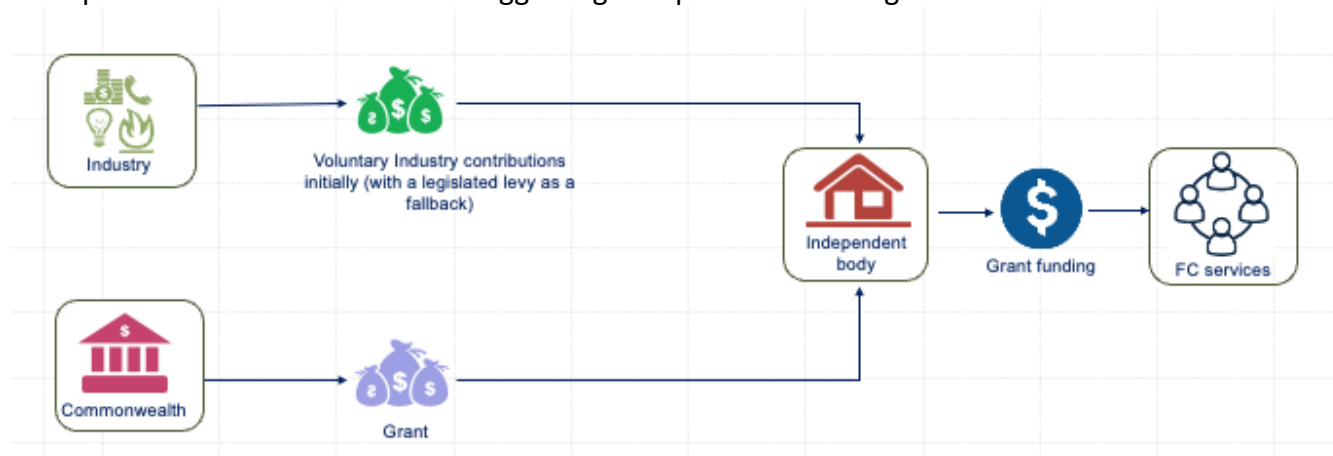 Industry
Voluntary Industry contributions
initially (with a legislated levy as a
fallback)
Independent
body
Grant funding
FC services
Commonwealth
Grant